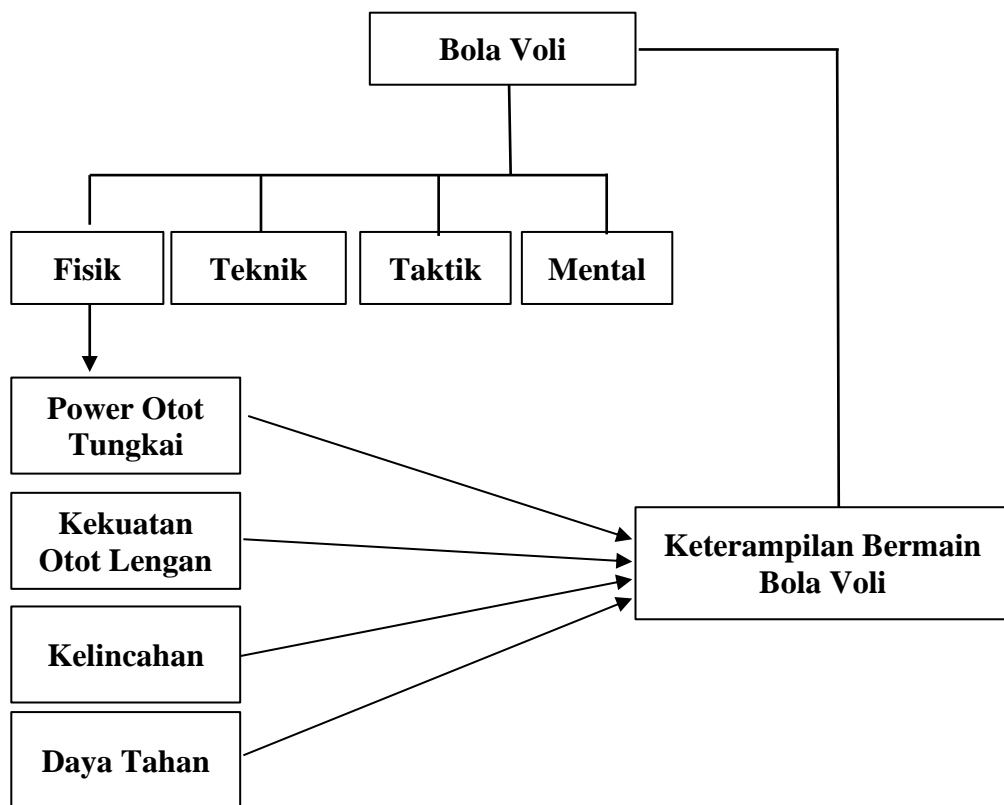 Bola Voli
Fisik
Teknik
Taktik
Mental
Power Otot
Tungkai
Kekuatan
Otot Lengan
Keterampilan Bermain
Bola Voli
Kelincahan
Daya Tahan